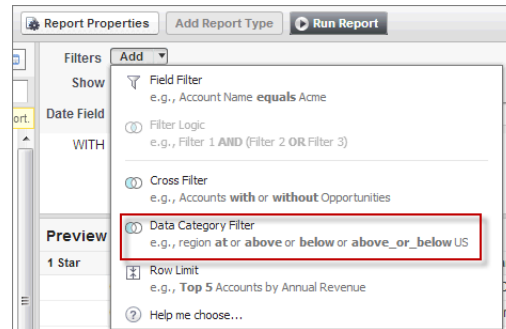 Report Properties Add Report Type Run Report
Filters Add
Show Field Filter
e.g., Account Name equals Acme
ort. Date Field Filter Logic
WITH e.g., Filter 1 AND (Filter 2 OR Filter 3)
Cross Filter
e.g., Accounts with or without Opportunities
Data Category Filter
Preview e.g., region at or above or below or above_or_below US
1 Star Row Limit
e.g., Top 5 Accounts by Annual Revenue
Help me choose...